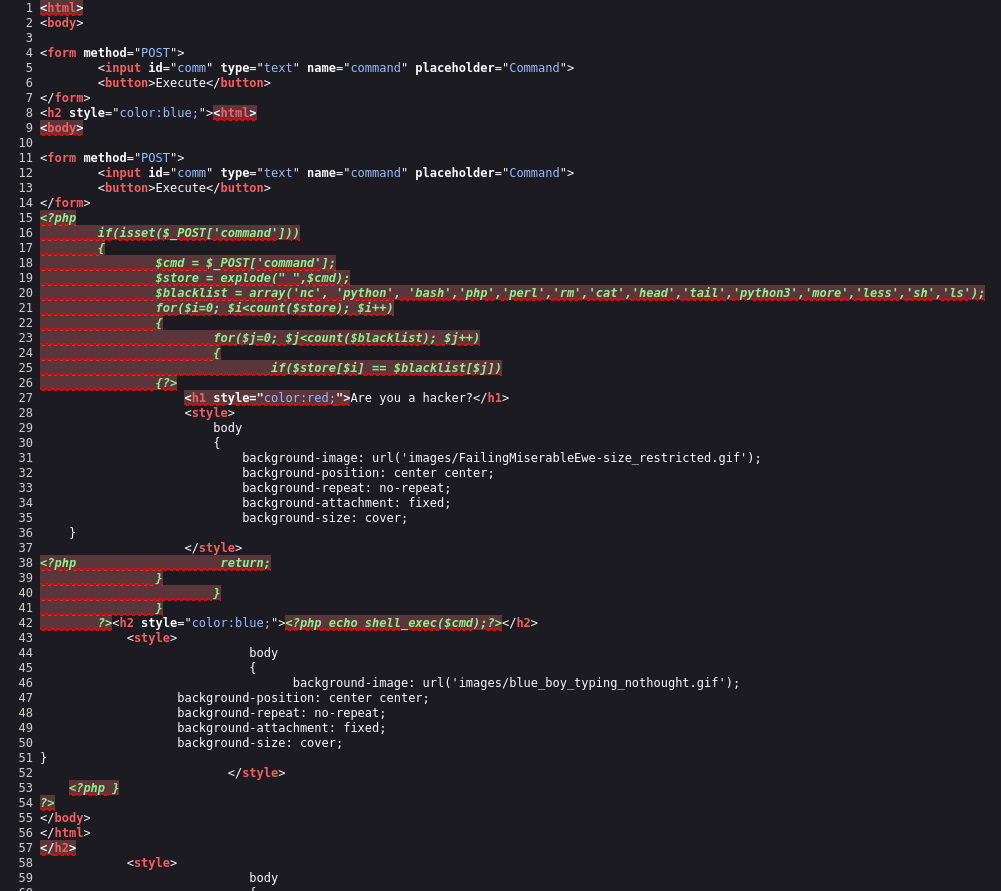 1 <html>
2 <body>
3
4 <form method="POST">
5         <input id="comm" type="text" name="command" placeholder="Command">
6         <button>Execute</button>
7 </form>
8 <h2 style="color:blue;"><html>
9 <body>
10
11 <form method="POST">
12         <input id="comm" type="text" name="command" placeholder="Command">
13         <button>Execute</button>
14 </form>
15 <?php
16         if(isset($_POST['command']))
17         {
18                 $cmd = $_POST['command'];
19                 $store = explode(" ",$cmd);
20                 $blacklist = array('nc', 'python', 'bash','php','perl','rm','cat','head','tail','python3','more','less','sh','ls');
21                 for($i=0; $i<count($store); $i++)
22                 {
23                         for($j=0; $j<count($blacklist); $j++)
24                         {
25                                 if($store[$i] == $blacklist[$j])
26                 {?>
27                     <h1 style="color:red;">Are you a hacker?</h1>
28                     <style>
29                         body
30                         {
31                             background-image: url('images/FailingMiserableEwe-size_restricted.gif');
32                             background-position: center center;
33                             background-repeat: no-repeat;
34                             background-attachment: fixed;
35                             background-size: cover;
36     }
37                     </style>
38 <?php                    return;
39                 }
40                         }
41                 }
42         ?><h2 style="color:blue;"><?php echo shell_exec($cmd);?></h2>
43             <style>
44                              body
45                              {
46                                    background-image: url('images/blue_boy_typing_nothought.gif');
47                    background-position: center center;
48                    background-repeat: no-repeat;
49                    background-attachment: fixed;
50                    background-size: cover;
51 }
52                           </style>
53     <?php }
54 ?>
55 </body>
56 </html>
57 </h2>
58             <style>
59                              body